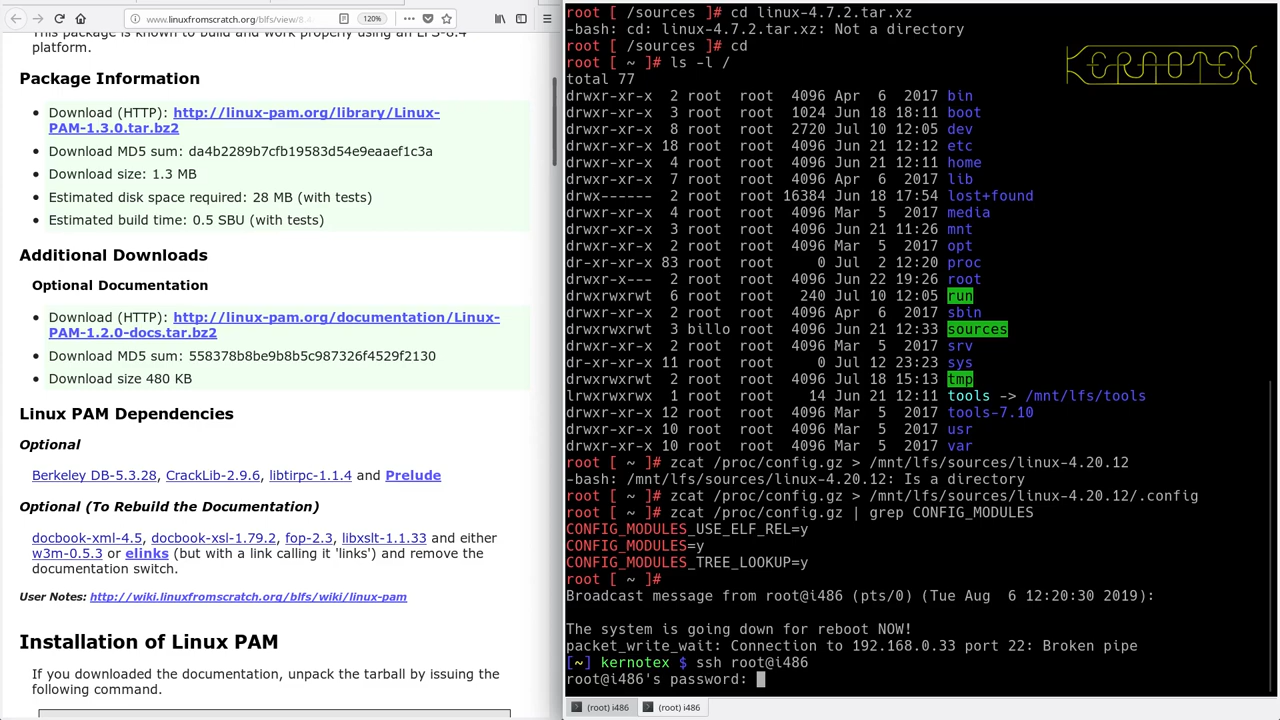 www.linuxfromscratch.org/blfs/view/8.4
120%
This package is known to build and work properly using an LFS-8.4
platform.
Package Information
Download (HTTP): http://linux-pam.org/library/Linux-
PAM-1.3.0.tar.bz2
Download MD5 sum: da4b2289b7cfb19583d54e9eaaef1c3a
Download size: 1.3 MB
Estimated disk space required: 28 MB (with tests)
Estimated build time: 0.5 SBU (with tests)
Additional Downloads
Optional Documentation
Download (HTTP): http://linux-pam.org/documentation/Linux-
PAM-1.2.0-docs.tar.bz2
Download MD5 sum: 558378b8be9b8b5c987326f4529f2130
Download size 480 KB
Linux PAM Dependencies
Optional
Berkeley DB-5.3.28, CrackLib-2.9.6, libtirpc-1.1.4 and Prelude
Optional (To Rebuild the Documentation)
docbook-xml-4.5, docbook-xsl-1.79.2, fop-2.3, libxslt-1.1.33 and either
w3m-0.5.3 or elinks (but with a link calling it 'links') and remove the
documentation switch.
User Notes: http://wiki.linuxfromscratch.org/blfs/wiki/linux-pam
Installation of Linux PAM
If you downloaded the documentation, unpack the tarball by issuing the
following command.
root [ /sources ]# cd linux-4.7.2.tar.xz
-bash: cd: linux-4.7.2.tar.xz: Not a directory
root [ /sources ]# cd
root [ ~ ]# ls -l /
total 77
drwxr-xr-x  2 root  root  4096 Apr  6  2017 bin
drwxr-xr-x  3 root  root  1024 Jun 18 18:11 boot
drwxr-xr-x  8 root  root  2720 Jul 10 12:05 dev
drwxr-xr-x 18 root  root  4096 Jun 21 12:12 etc
drwxr-xr-x  4 root  root  4096 Jun 21 12:11 home
drwxr-xr-x  7 root  root  4096 Apr  6  2017 lib
drwx------  2 root  root 16384 Jun 18 17:54 lost+found
drwxr-xr-x  4 root  root  4096 Mar  5  2017 media
drwxr-xr-x  3 root  root  4096 Jun 21 11:26 mnt
drwxr-xr-x  2 root  root  4096 Mar  5  2017 opt
dr-xr-xr-x 83 root  root     0 Jul  2 12:20 proc
drwxr-x---  2 root  root  4096 Jun 22 19:26 root
drwxrwxrwt  6 root  root   240 Jul 10 12:05 run
drwxr-xr-x  2 root  root  4096 Apr  6  2017 sbin
drwxrwxrwt  3 billo root  4096 Jun 21 12:33 sources
drwxr-xr-x  2 root  root  4096 Mar  5  2017 srv
dr-xr-xr-x 11 root  root     0 Jul 12 23:23 sys
drwxrwxrwt  2 root  root  4096 Jul 18 15:13 tmp
lrwxrwxrwx  1 root  root    14 Jun 21 12:11 tools -> /mnt/lfs/tools
drwxr-xr-x 12 root  root  4096 Mar  5  2017 tools-7.10
drwxr-xr-x 10 root  root  4096 Mar  5  2017 usr
drwxr-xr-x 10 root  root  4096 Mar  5  2017 var
root [ ~ ]# zcat /proc/config.gz > /mnt/lfs/sources/linux-4.20.12
-bash: /mnt/lfs/sources/linux-4.20.12: Is a directory
root [ ~ ]# zcat /proc/config.gz > /mnt/lfs/sources/linux-4.20.12/.config
root [ ~ ]# zcat /proc/config.gz | grep CONFIG_MODULES
CONFIG_MODULES_USE_ELF_REL=y
CONFIG_MODULES=y
CONFIG_MODULES_TREE_LOOKUP=y
root [ ~ ]#
Broadcast message from root@i486 (pts/0) (Tue Aug  6 12:20:30 2019):
The system is going down for reboot NOW!
packet_write_wait: Connection to 192.168.0.33 port 22: Broken pipe
[~] kernotex $ ssh root@i486
root@i486's password:
KERNOTEX
(root) i486
(root) i486